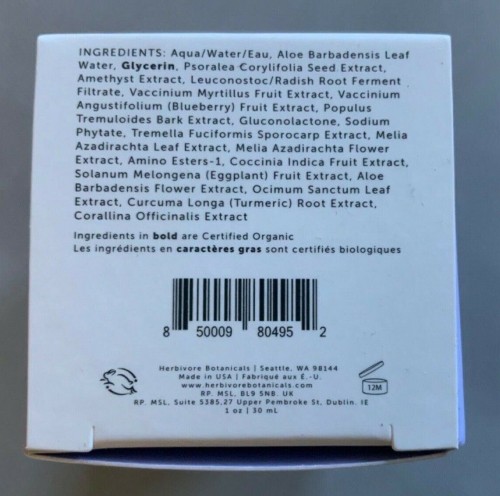 INGREDIENTS: Aqua/Water/Eau, Aloe Barbadensis Leaf
Water, Glycerin, Psoralea Corylifolia Seed Extract,
Amethyst Extract, Leuconostoc/Radish Root Ferment
Filtrate, Vaccinium Myrtillus Fruit Extract, Vaccinium
Angustifolium (Blueberry) Fruit Extract, Populus
Tremuloides Bark Extract, Gluconolactone, Sodium
Phytate, Tremella Fuciformis Sporocarp Extract, Melia
Azadirachta Leaf Extract, Melia Azadirachta Flower
Extract, Amino Esters-1, Coccinia Indica Fruit Extract,
Solanum Melongena (Eggplant) Fruit Extract, Aloe
Barbadensis Flower Extract, Ocimum Sanctum Leaf
Extract, Curcuma Longa (Turmeric) Root Extract,
Corallina Officinalis Extract
Ingredients in bold are Certified Organic
Les ingrédients en caractères gras sont certifiés biologiques
8 50009 80495 2
Herbivore Botanicals | Seattle, WA 98144
Made in USA | Fabriqué aux É.-U.
www.herbivorebotanicals.com
RP. MSL, BL9 5NB. UK
RP. MSL, Suite 5385,27 Upper Pembroke St, Dublin. IE
1 oz | 30 mL
12M